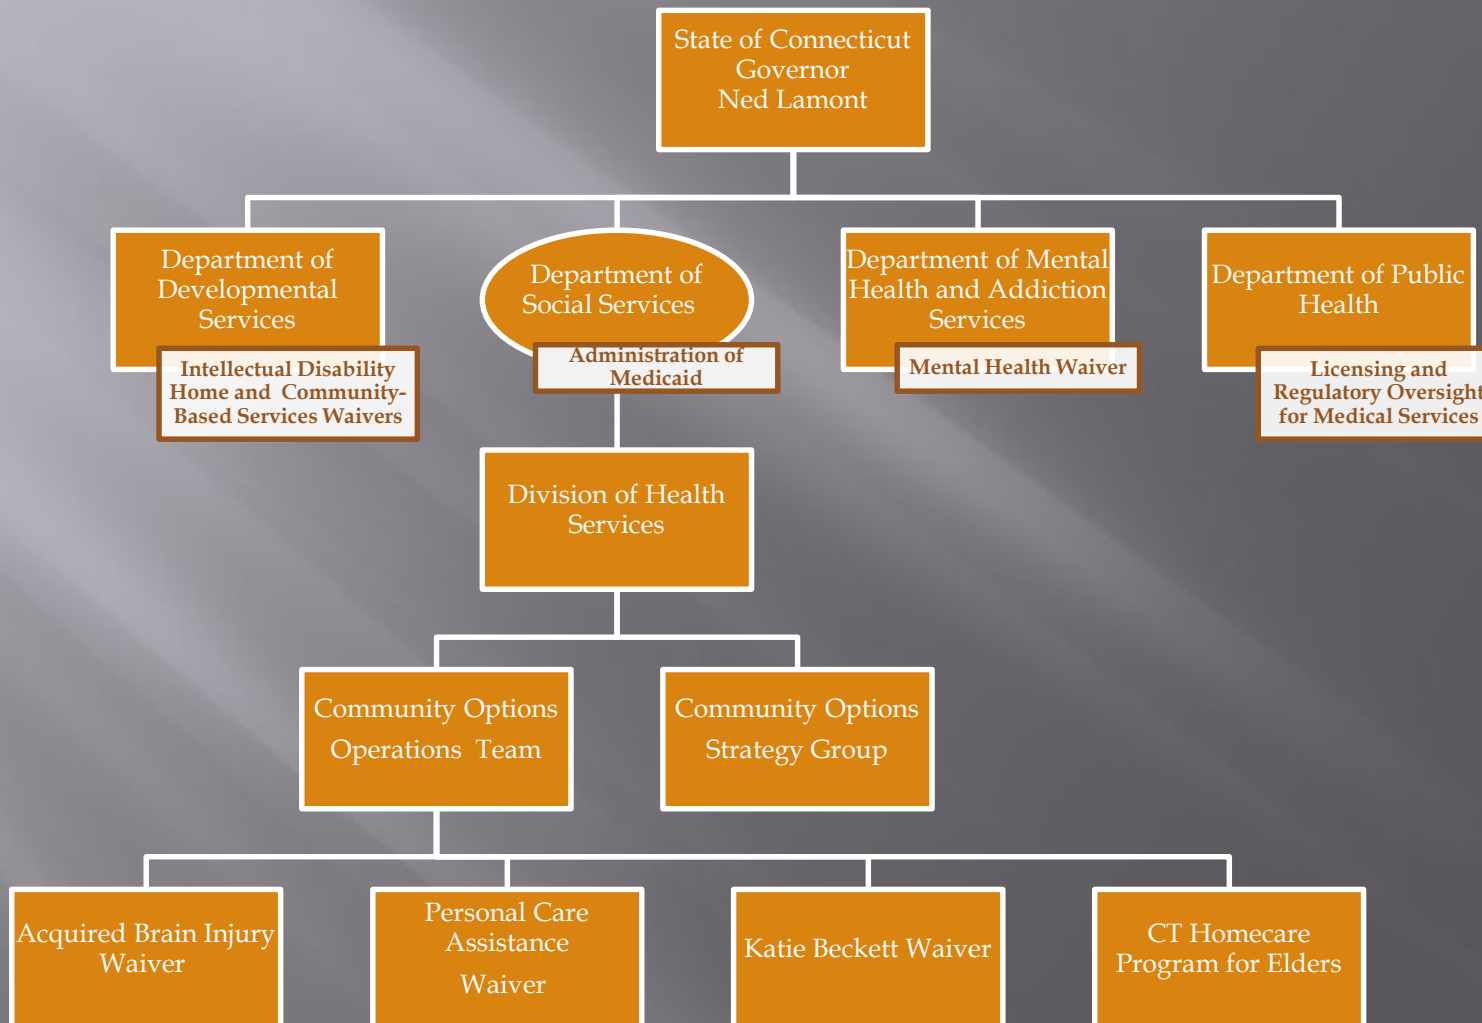 State of Connecticut
Governor
Ned Lamont
Department of
Developmental
Services
Intellectual Disability
Home and Community-
Based Services Waivers
Department of
Social Services
Administration of
Medicaid
Department of Mental
Health and Addiction
Services
Mental Health Waiver
Department of Public
Health
Licensing and
Regulatory Oversight
for Medical Services
Division of Health
Services
Community Options
Operations Team
Community Options
Strategy Group
Acquired Brain Injury
Waiver
Personal Care
Assistance
Waiver
Katie Beckett Waiver
CT Homecare
Program for Elders